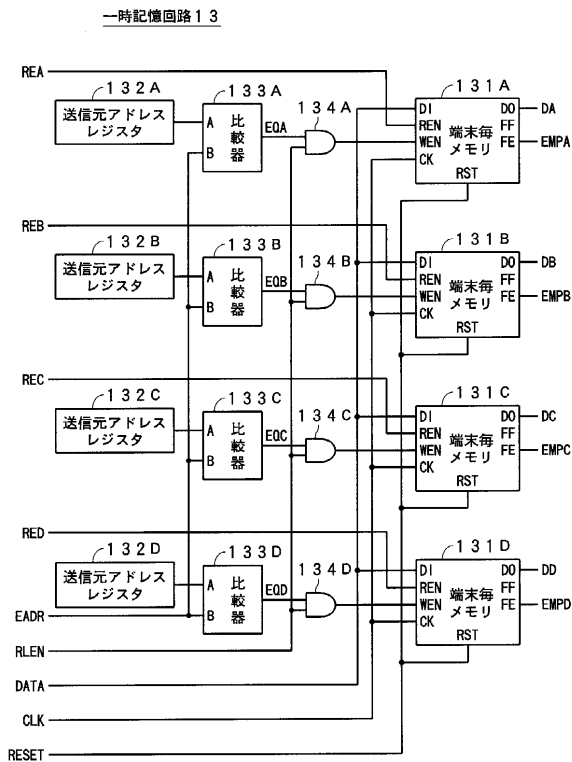 一時記憶回路13
REA
132A
送信元アドレス
レジスタ
133A
A
B
比較器
EQA
134A
131A
DI
REN
WEN
CK
端末毎
メモリ
DO
FF
FE
RST
DA
EMPA
REB
132B
送信元アドレス
レジスタ
133B
A
B
比較器
EQB
134B
131B
DI
REN
WEN
CK
端末毎
メモリ
DO
FF
FE
RST
DB
EMPB
REC
132C
送信元アドレス
レジスタ
133C
A
B
比較器
EQC
134C
131C
DI
REN
WEN
CK
端末毎
メモリ
DO
FF
FE
RST
DC
EMPC
RED
132D
送信元アドレス
レジスタ
133D
A
B
比較器
EQD
134D
131D
DI
REN
WEN
CK
端末毎
メモリ
DO
FF
FE
RST
DD
EMPD
EADR
RLEN
DATA
CLK
RESET